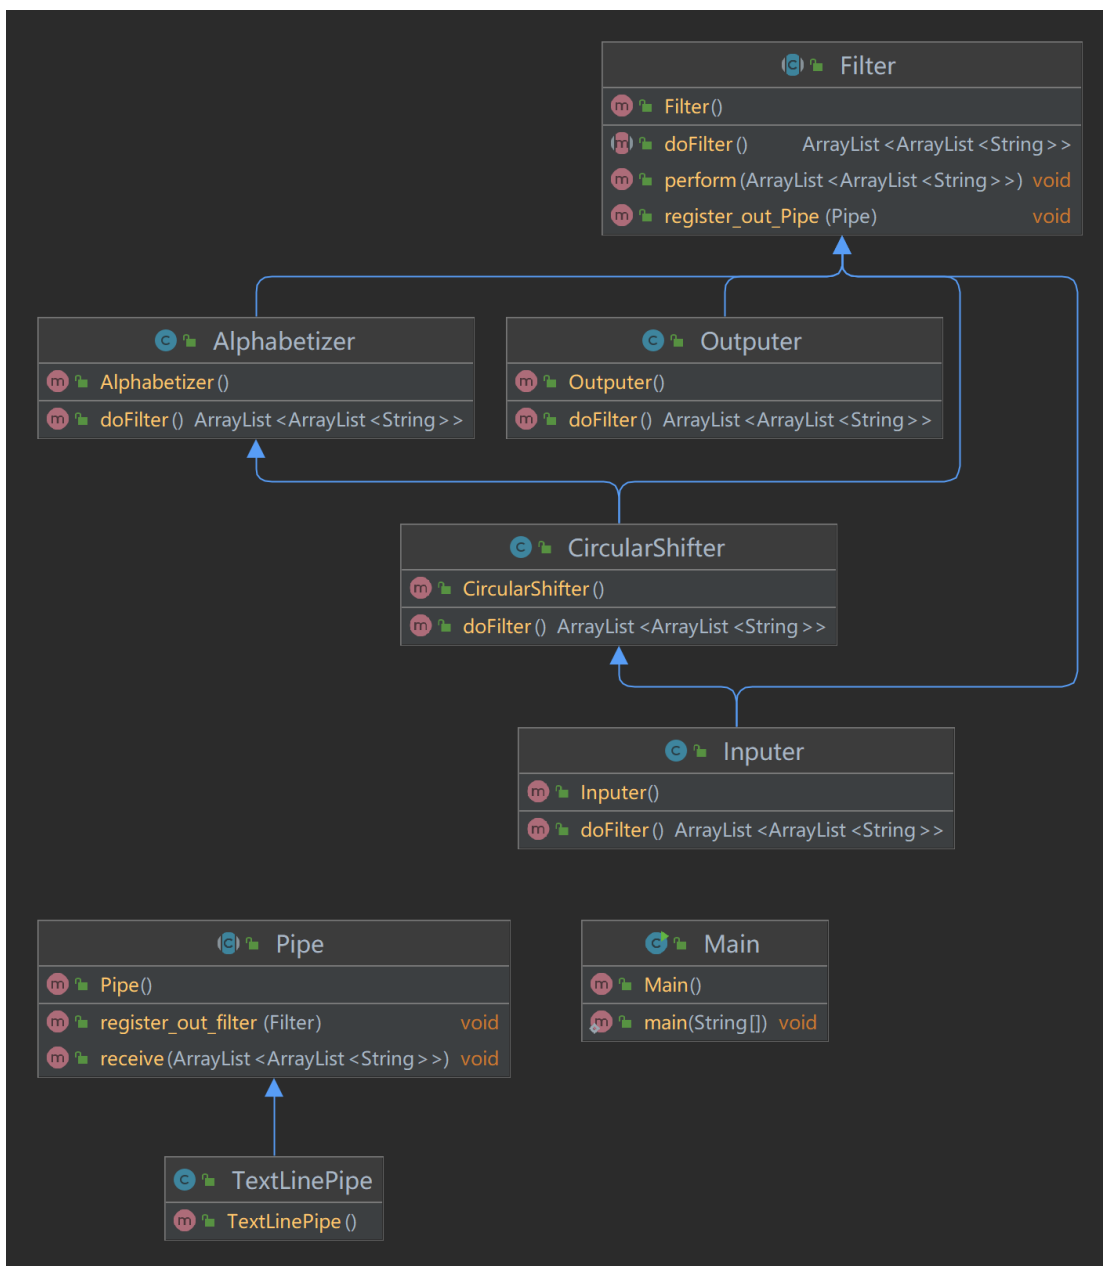 Filter
Filter()
doFilter() ArrayList<ArrayList<String>>
perform(ArrayList<ArrayList<String>>) void
register_out_Pipe (Pipe) void
Alphabetizer
Alphabetizer()
doFilter() ArrayList<ArrayList<String>>
Outputer
Outputer()
doFilter() ArrayList<ArrayList<String>>
CircularShifter
CircularShifter()
doFilter() ArrayList<ArrayList<String>>
Inputer
Inputer()
doFilter() ArrayList<ArrayList<String>>
Pipe
Pipe()
register_out_filter (Filter) void
receive(ArrayList<ArrayList<String>>) void
Main
Main()
main(String[]) void
TextLinePipe
TextLinePipe()